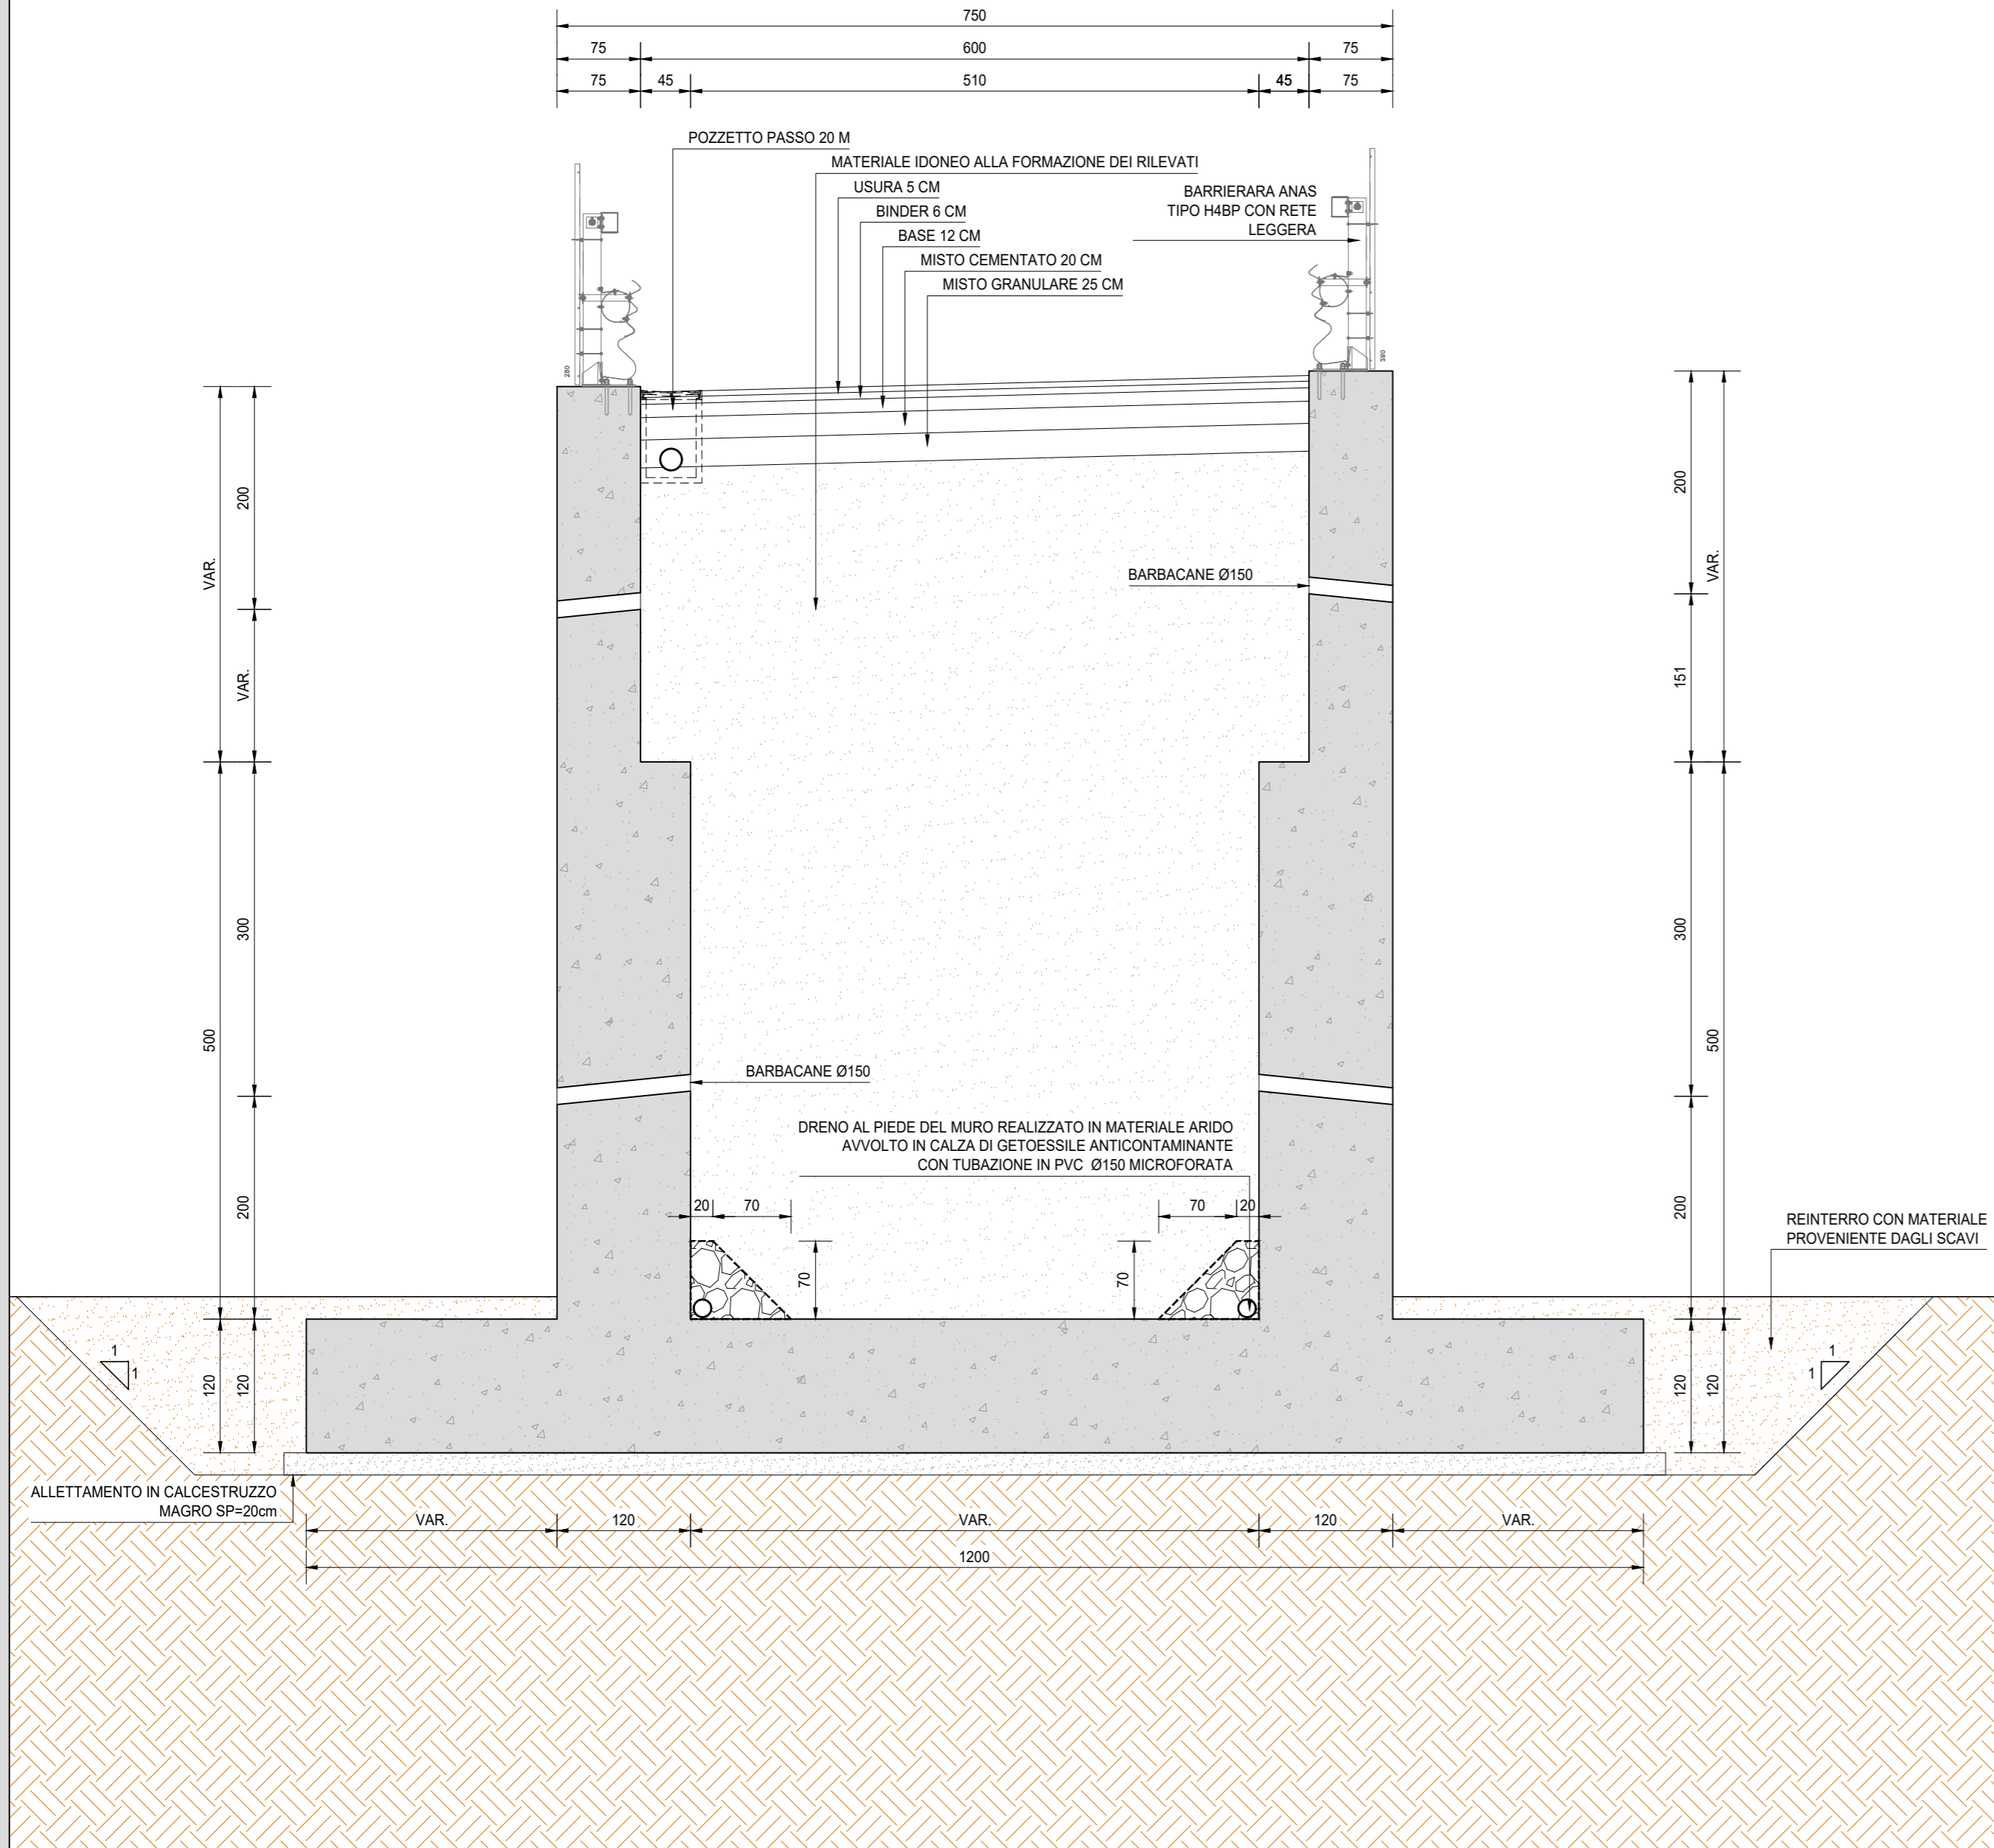 750
75
600
75
75
45
510
45
75
POZZETTO PASSO 20 M
MATERIALE IDONEO ALLA FORMAZIONE DEI RILEVATI
USURA 5 CM
BINDER 6 CM
BASE 12 CM
MISTO CEMENTATO 20 CM
MISTO GRANULARE 25 CM
BARRIERARA ANAS
TIPO H4BP CON RETE
LEGGERA
280
390
VAR.
200
VAR.
500
300
200
120
120
200
VAR.
151
300
500
200
120
120
BARBACANE Ø150
BARBACANE Ø150
DRENO AL PIEDE DEL MURO REALIZZATO IN MATERIALE ARIDO
AVVOLTO IN CALZA DI GETOESSILE ANTICONTAMINANTE
CON TUBAZIONE IN PVC Ø150 MICROFORATA
20
70
70
20
70
70
REINTERRO CON MATERIALE
PROVENIENTE DAGLI SCAVI
1
1
1
1
ALLETTAMENTO IN CALCESTRUZZO
MAGRO SP=20cm
VAR.
120
VAR.
120
VAR.
1200